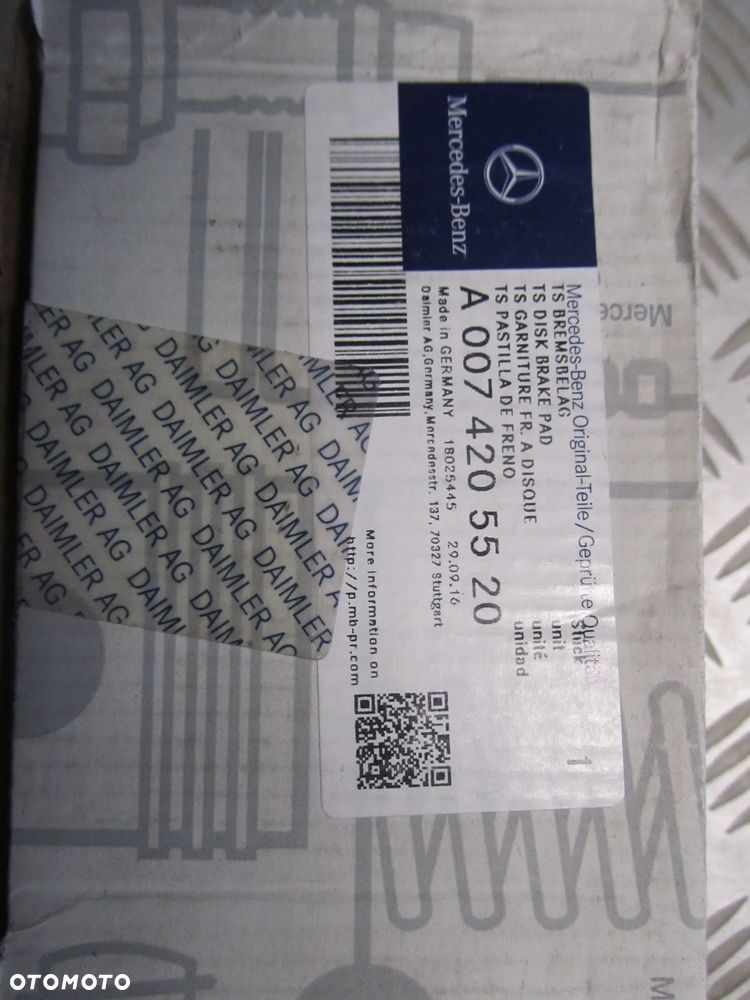 Mercedes-Benz
Mercedes-Benz Original-Teile/Geprüfte Qualität
TS BREMSBELAG
TS DISK BRAKE PAD
TS GARNITURE FR. A DISQUE
TS PASTILLA DE FRENO
Stück
unit
unité
unidad
1
A 007 420 55 20
Made in GERMANY 18025445 29.09.16
Daimler AG, Germany, Mercedesstr. 137, 70327 Stuttgart
More information on
http://p.mb-pr.com
ER AG DAIMLER AG DAIMLER AG
DAIMLER AG DAIMLER AG
DAIMLER AG DAIMLER AG
DAIMLER AG
Merce
M
OTOMOTO